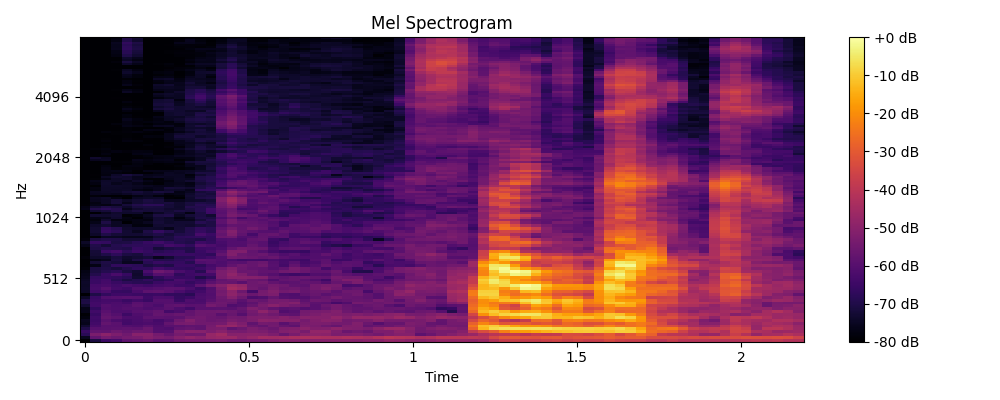 Mel Spectrogram
Hz
4096
2048
1024
512
0
0
0.5
1
1.5
2
Time
+0 dB
-10 dB
-20 dB
-30 dB
-40 dB
-50 dB
-60 dB
-70 dB
-80 dB